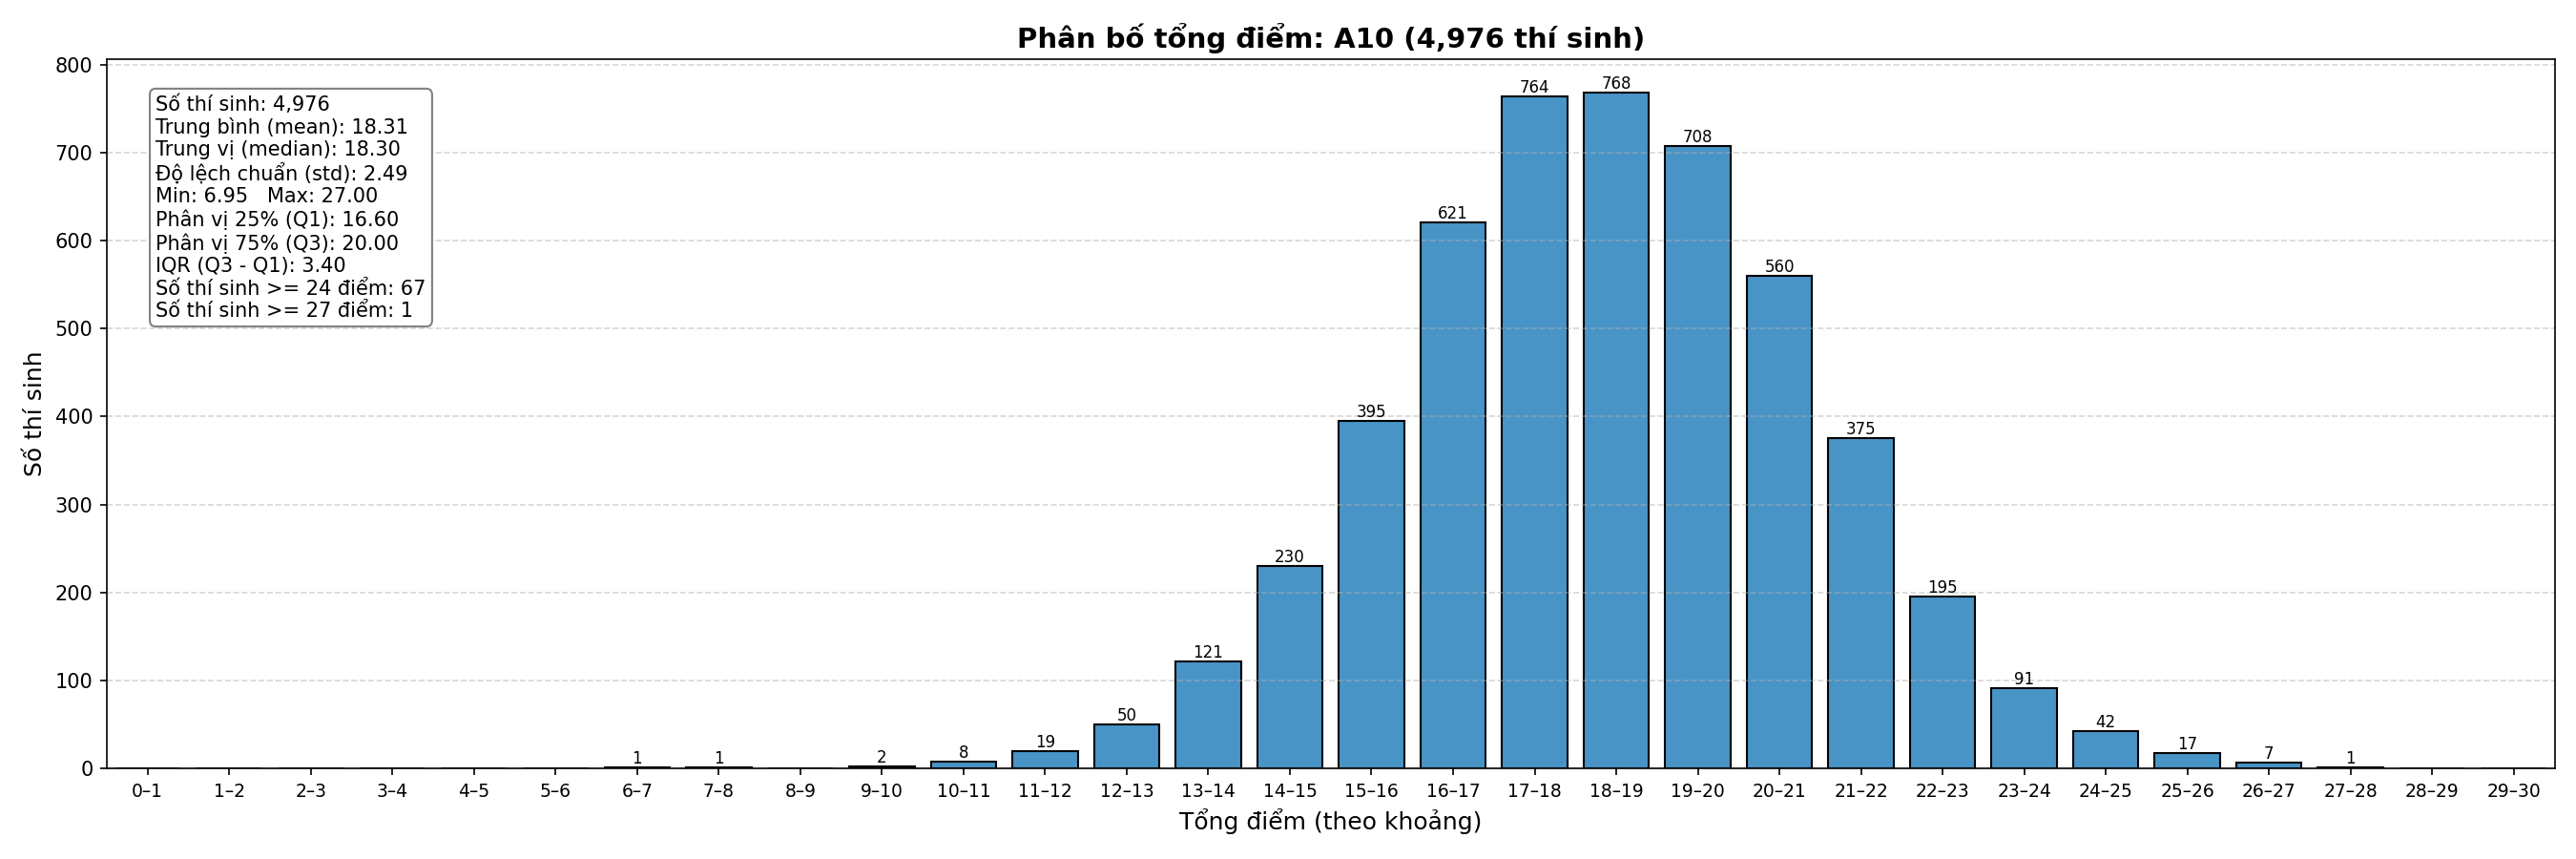 Phân bố tổng điểm: A10 (4,976 thí sinh)
Số thí sinh: 4,976
Trung bình (mean): 18.31
Trung vị (median): 18.30
Độ lệch chuẩn (std): 2.49
Min: 6.95   Max: 27.00
Phân vị 25% (Q1): 16.60
Phân vị 75% (Q3): 20.00
IQR (Q3 - Q1): 3.40
Số thí sinh >= 24 điểm: 67
Số thí sinh >= 27 điểm: 1
Số thí sinh
800
700
600
500
400
300
200
100
0
1 1 2 8 19 50 121 230 395 621 764 768 708 560 375 195 91 42 17 7 1
0–1 1–2 2–3 3–4 4–5 5–6 6–7 7–8 8–9 9–10 10–11 11–12 12–13 13–14 14–15 15–16 16–17 17–18 18–19 19–20 20–21 21–22 22–23 23–24 24–25 25–26 26–27 27–28 28–29 29–30
Tổng điểm (theo khoảng)